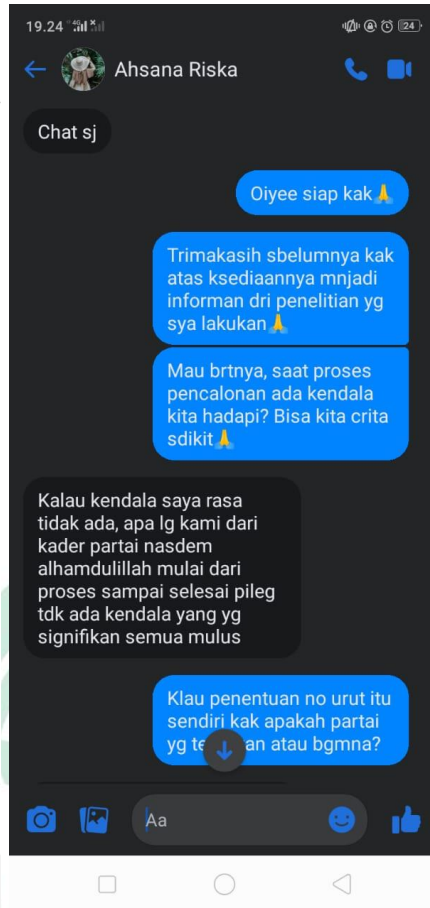 19.24 4G 24
Ahsana Riska
Chat sj
Oiyee siap kak🙏
Trimakasih sbelumnya kak
atas ksediaannya mnjadi
informan dri penelitian yg
sya lakukan🙏
Mau brtnya, saat proses
pencalonan ada kendala
kita hadapi? Bisa kita crita
sdikit🙏
Kalau kendala saya rasa
tidak ada, apa lg kami dari
kader partai nasdem
alhamdulillah mulai dari
proses sampai selesai pileg
tdk ada kendala yang yg
signifikan semua mulus
Klau penentuan no urut itu
sendiri kak apakah partai
yg an atau bgmna?
Aa